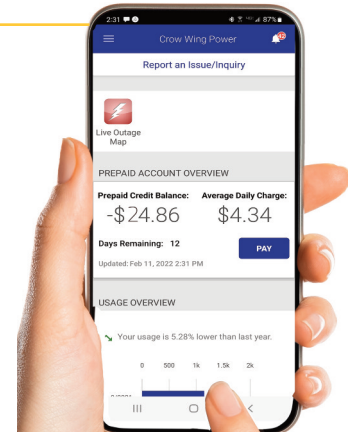 2:31
87%
Crow Wing Power
Report an Issue/Inquiry
Live Outage
Map
PREPAID ACCOUNT OVERVIEW
Prepaid Credit Balance: Average Daily Charge:
-$24.86 $4.34
Days Remaining: 12
PAY
Updated: Feb 11, 2022 2:31 PM
USAGE OVERVIEW
Your usage is 5.28% lower than last year.
0 500 1k 1.5k 2k